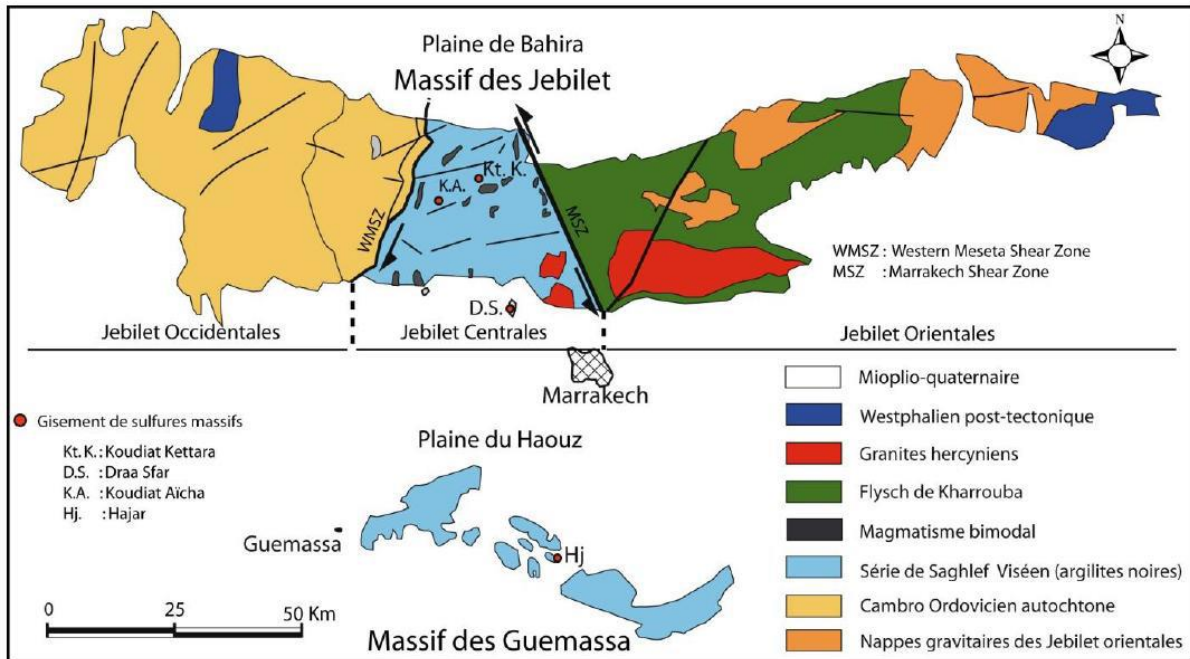 Plaine de Bahira
Massif des Jebilet
N
Kt. K.
K.A.
WMSZ
MSZ
D.S.
WMSZ : Western Meseta Shear Zone
MSZ : Marrakech Shear Zone
Jebilet Occidentales
Jebilet Centrales
Jebilet Orientales
Marrakech
Gisement de sulfures massifs
Kt. K. : Koudiat Kettara
D.S. : Draa Sfar
K.A. : Koudiat Aïcha
Hj. : Hajar
Plaine du Haouz
Guemassa
Hj
0 25 50 Km
Massif des Guemassa
Mioplio-quaternaire
Westphalien post-tectonique
Granites hercyniens
Flysch de Kharrouba
Magmatisme bimodal
Série de Saghlef Viséen (argilites noires)
Cambro Ordovicien autochtone
Nappes gravitaires des Jebilet orientales